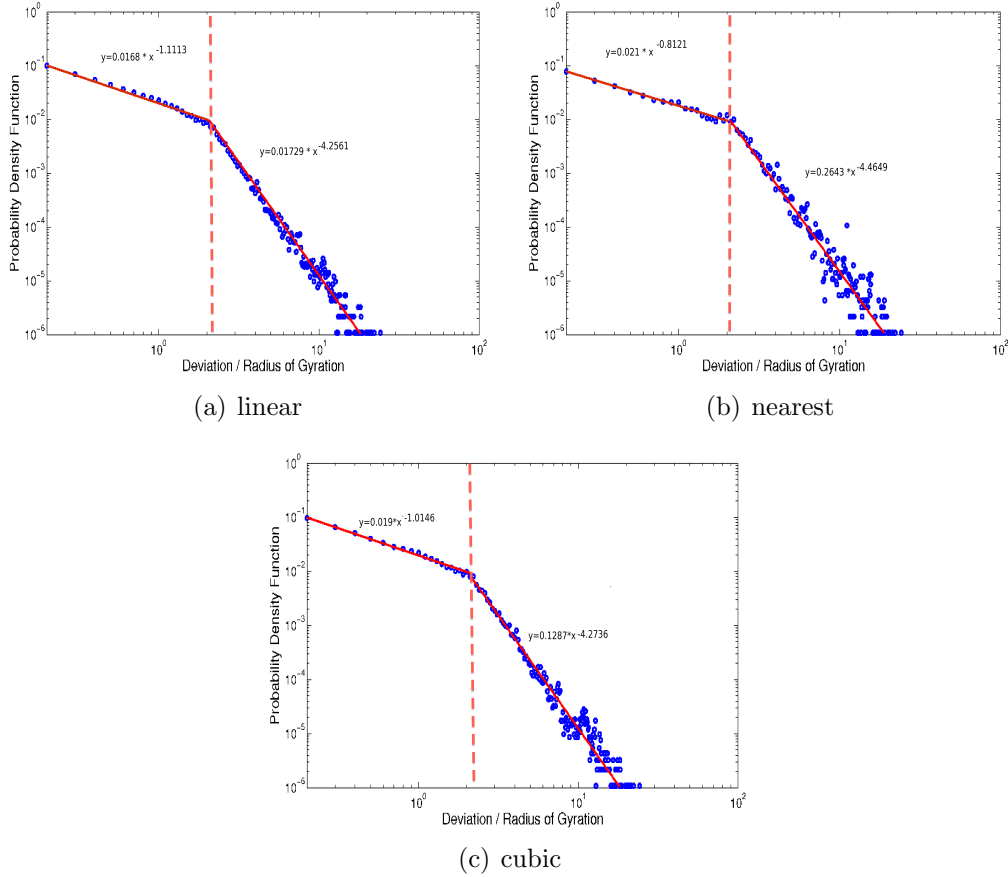 10^0
10^-1
10^-2
10^-3
10^-4
10^-5
10^-6
Probability Density Function
y=0.0168 * x^-1.1113
y=0.01729 * x^-4.2561
10^0 10^1 10^2
Deviation / Radius of Gyration
(a) linear
10^0
10^-1
10^-2
10^-3
10^-4
10^-5
10^-6
Probability Density Function
y=0.021 * x^-0.8121
y=0.2643 *x^-4.4649
10^0 10^1 10^2
Deviation / Radius of Gyration
(b) nearest
10^0
10^-1
10^-2
10^-3
10^-4
10^-5
10^-6
Probability Density Function
y=0.019*x^-1.0146
y=0.1287*x^-4.2736
10^0 10^1 10^2
Deviation / Radius of Gyration
(c) cubic